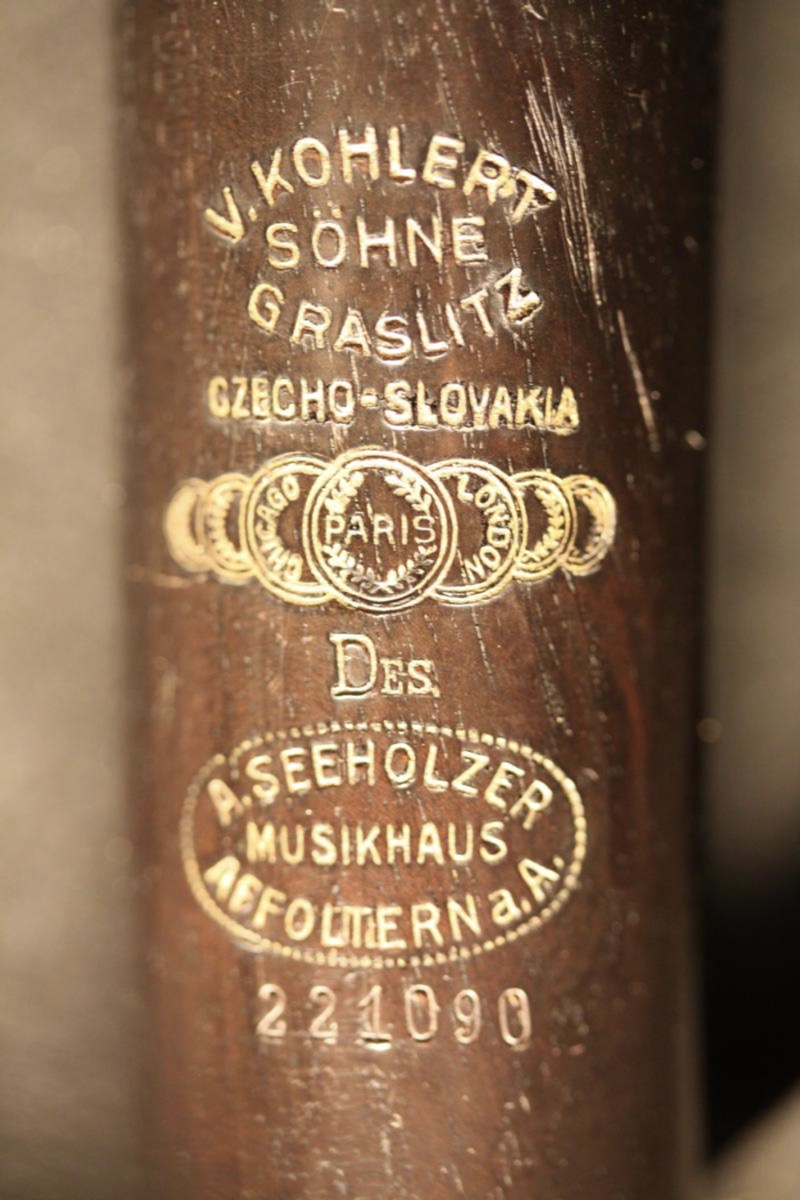 V. KOHLERT
SÖHNE
GRASLITZ
CZECHO-SLOVAKIA
CHICAGO PARIS LONDON
DES.
A. SEEHOLZER
MUSIKHAUS
AFFOLTERN a. A.
221090